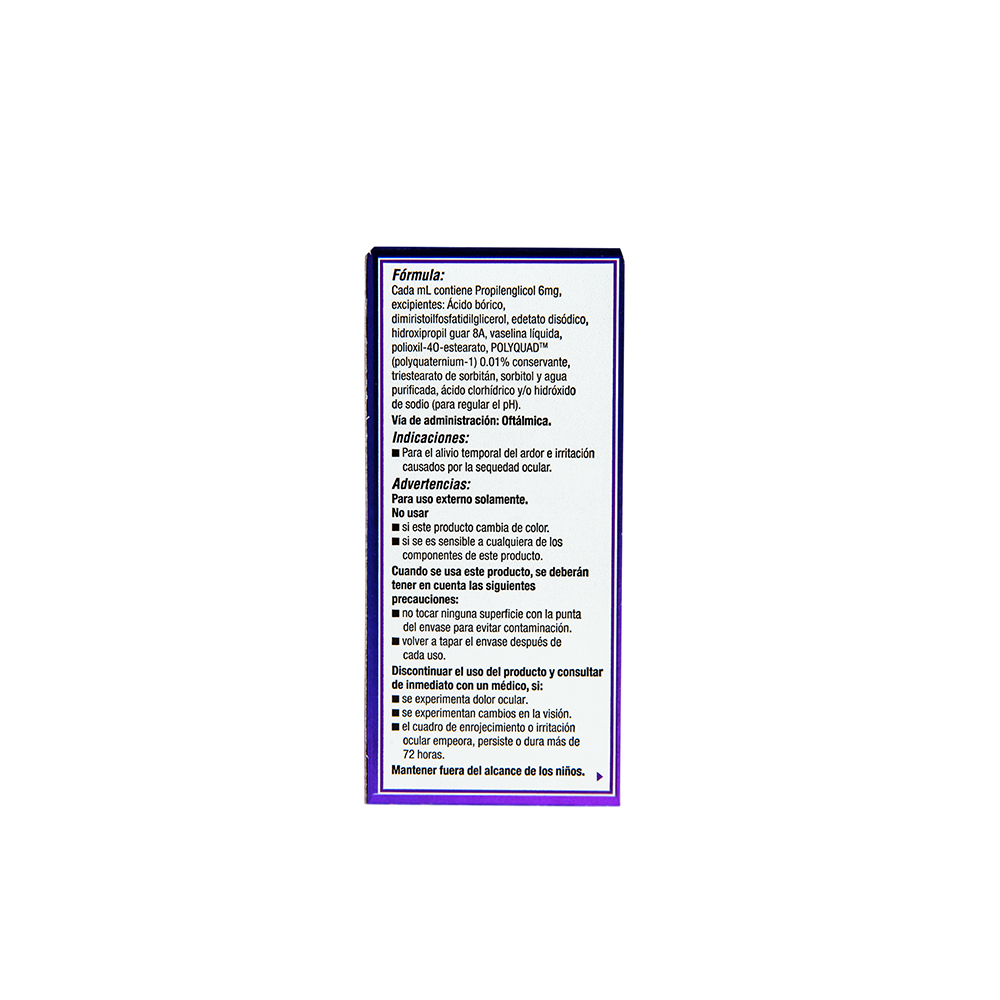 Fórmula:
Cada mL contiene Propilenglicol 6mg,
excipientes: Ácido bórico,
dimiristoilfosfatidilglicerol, edetato disódico,
hidroxipropil guar 8A, vaselina líquida,
polioxil-40-estearato, POLYQUAD™
(polyquaternium-1) 0.01% conservante,
triestearato de sorbitán, sorbitol y agua
purificada, ácido clorhídrico y/o hidróxido
de sodio (para regular el pH).
Vía de administración: Oftálmica.
Indicaciones:
■ Para el alivio temporal del ardor e irritación
causados por la sequedad ocular.
Advertencias:
Para uso externo solamente.
No usar
■ si este producto cambia de color.
■ si se es sensible a cualquiera de los
componentes de este producto.
Cuando se usa este producto, se deberán
tener en cuenta las siguientes
precauciones:
■ no tocar ninguna superficie con la punta
del envase para evitar contaminación.
■ volver a tapar el envase después de
cada uso.
Discontinuar el uso del producto y consultar
de inmediato con un médico, si:
■ se experimenta dolor ocular.
■ se experimentan cambios en la visión.
■ el cuadro de enrojecimiento o irritación
ocular empeora, persiste o dura más de
72 horas.
Mantener fuera del alcance de los niños.